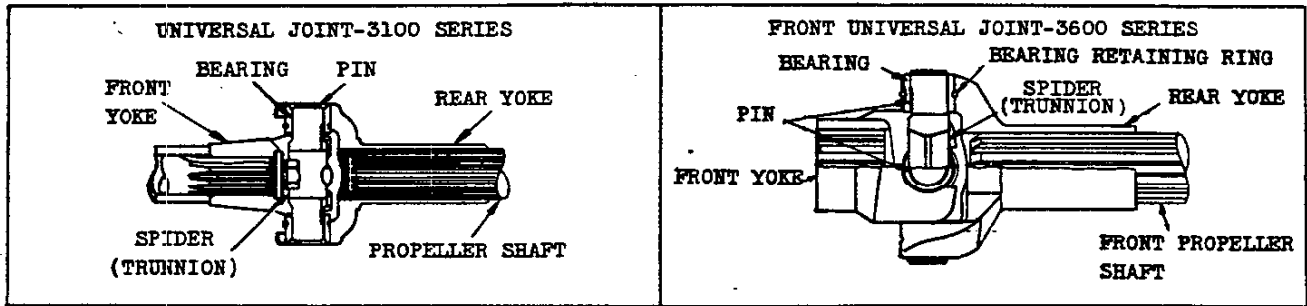 UNIVERSAL JOINT-3100 SERIES
BEARING
PIN
FRONT
YOKE
REAR YOKE
SPIDER
(TRUNNION)
PROPELLER SHAFT
FRONT UNIVERSAL JOINT-3600 SERIES
BEARING
BEARING RETAINING RING
SPIDER
(TRUNNION)
REAR YOKE
PIN
FRONT YOKE
FRONT PROPELLER
SHAFT